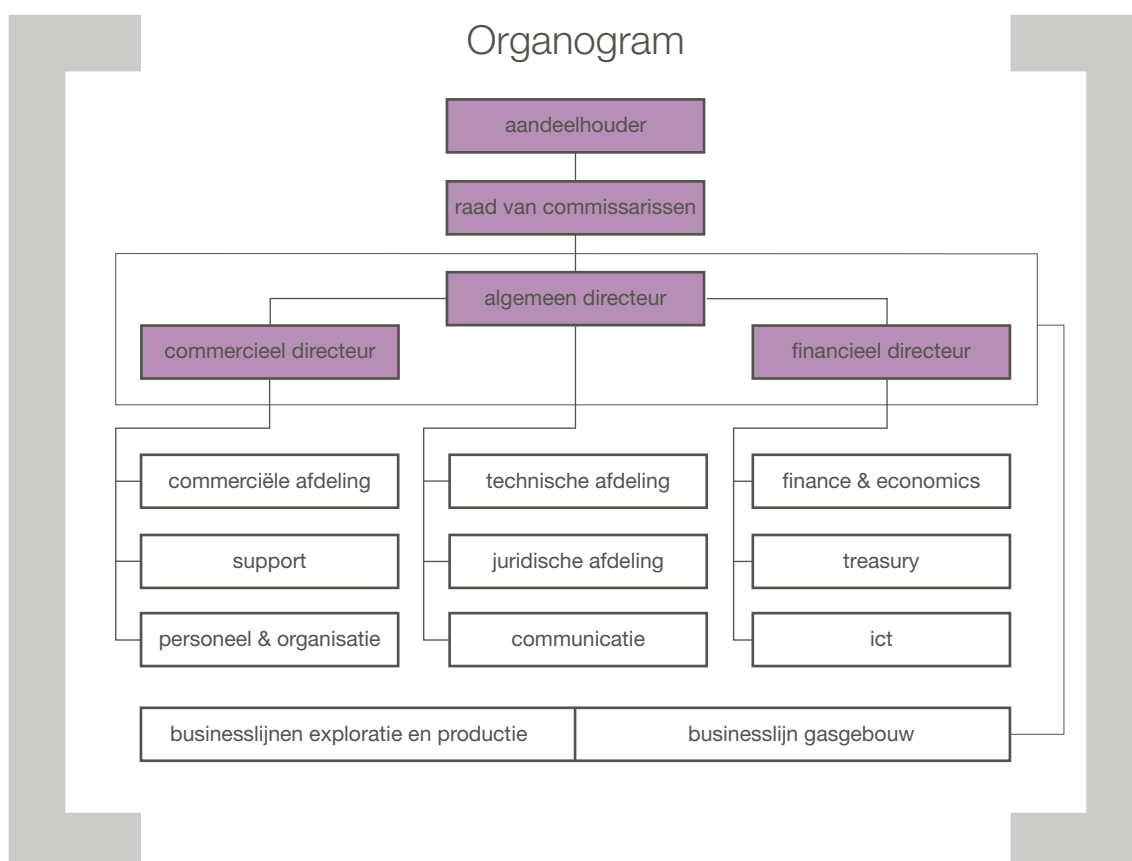 Organogram
aandeelhouder
raad van commissarissen
algemeen directeur
commercieel directeur
financieel directeur
commerciële afdeling
technische afdeling
finance & economics
support
juridische afdeling
treasury
personeel & organisatie
communicatie
ict
businesslijnen exploratie en productie
businesslijn gasgebouw